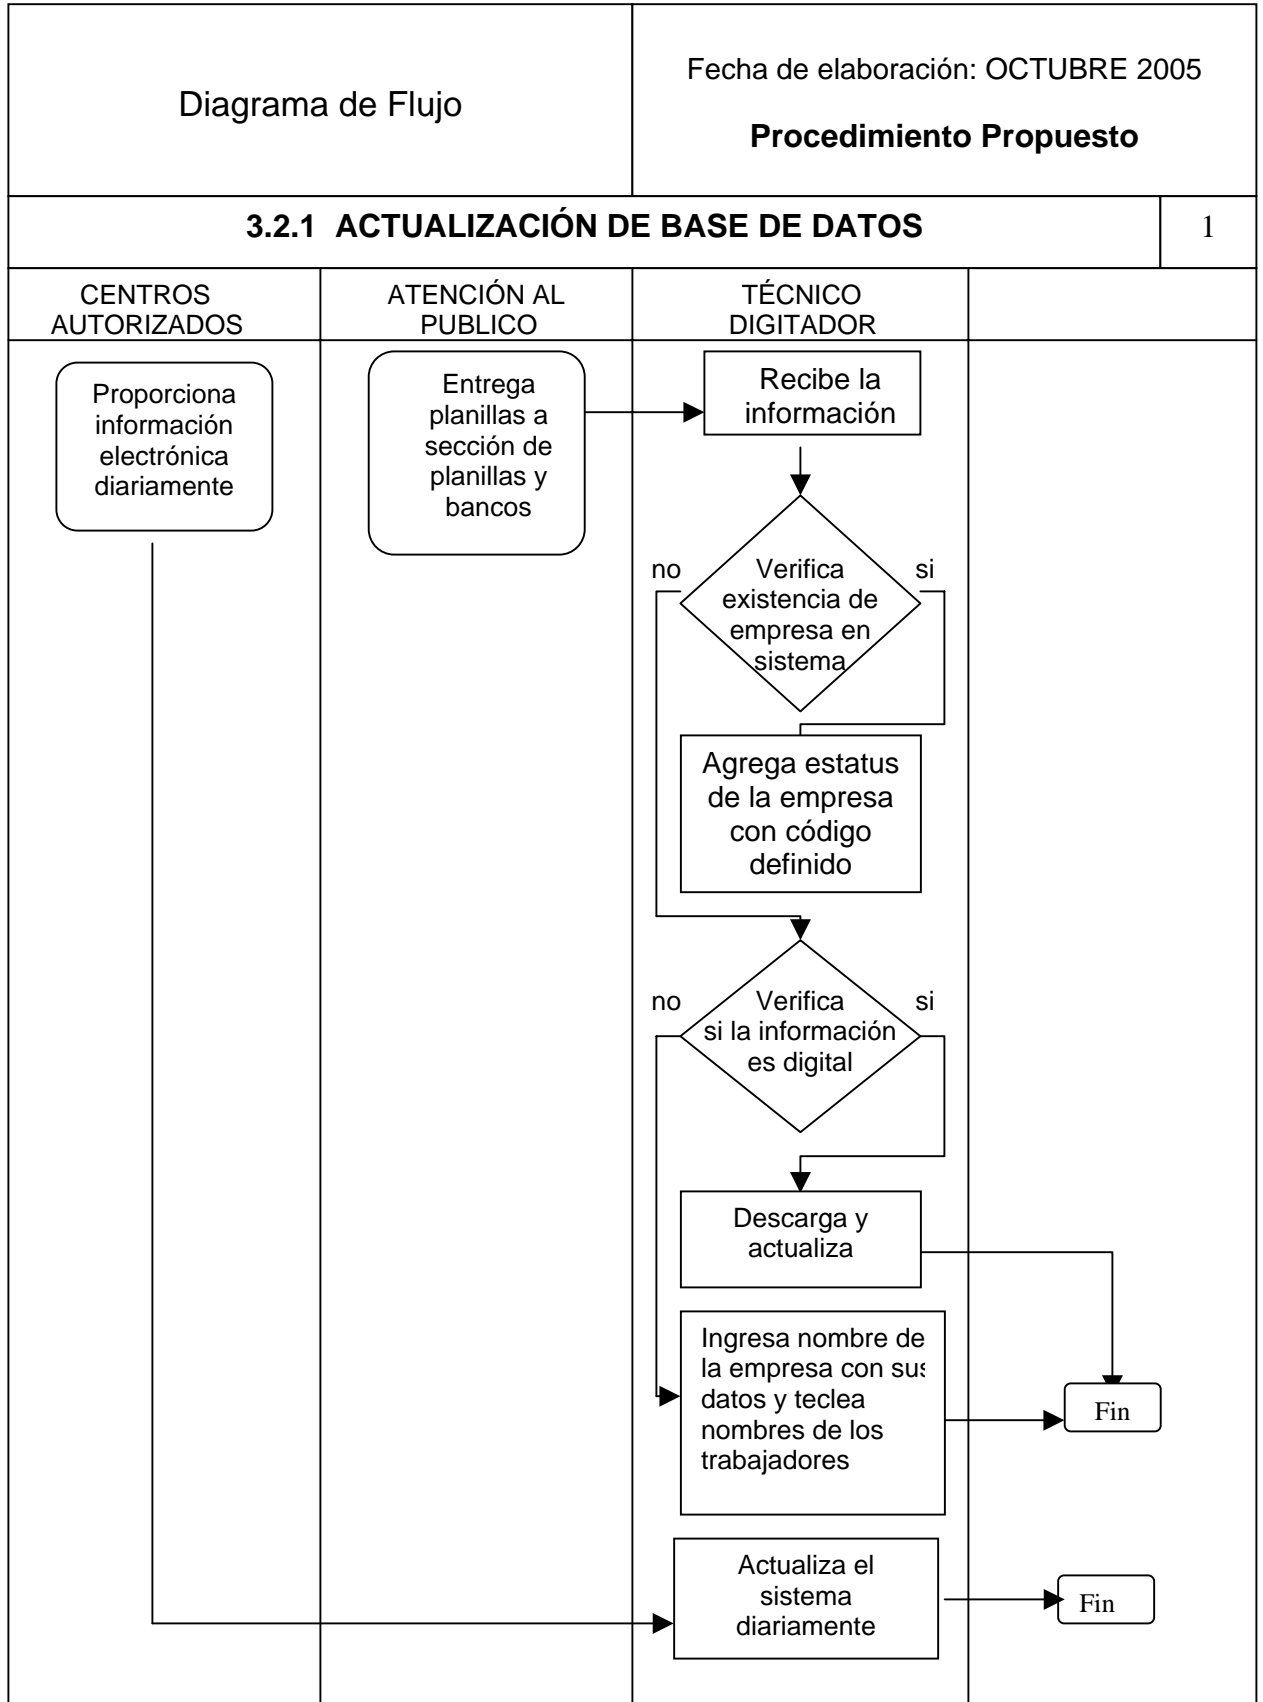 Diagrama de Flujo
Fecha de elaboración: OCTUBRE 2005
Procedimiento Propuesto
3.2.1 ACTUALIZACIÓN DE BASE DE DATOS
1
CENTROS
AUTORIZADOS
ATENCIÓN AL
PUBLICO
TÉCNICO
DIGITADOR
Proporciona
información
electrónica
diariamente
Entrega
planillas a
sección de
planillas y
bancos
Recibe la
información
no
si
Verifica
existencia de
empresa en
sistema
Agrega estatus
de la empresa
con código
definido
no
si
Verifica
si la información
es digital
Descarga y
actualiza
Ingresa nombre de
la empresa con sus
datos y teclea
nombres de los
trabajadores
Fin
Actualiza el
sistema
diariamente
Fin